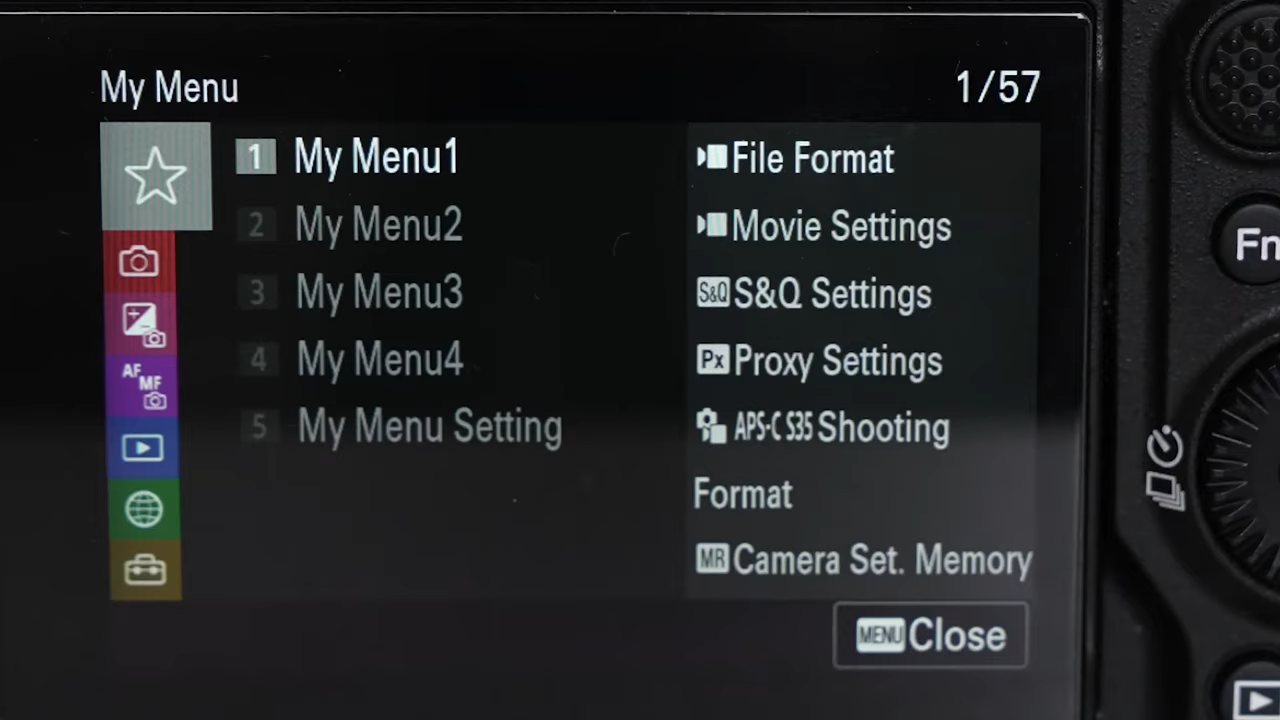 My Menu
1/57
1 My Menu1
2 My Menu2
3 My Menu3
4 My Menu4
5 My Menu Setting
AF
MF
File Format
Movie Settings
S&Q S&Q Settings
Px Proxy Settings
APS-C S35 Shooting
Format
MR Camera Set. Memory
MENU Close
Fn